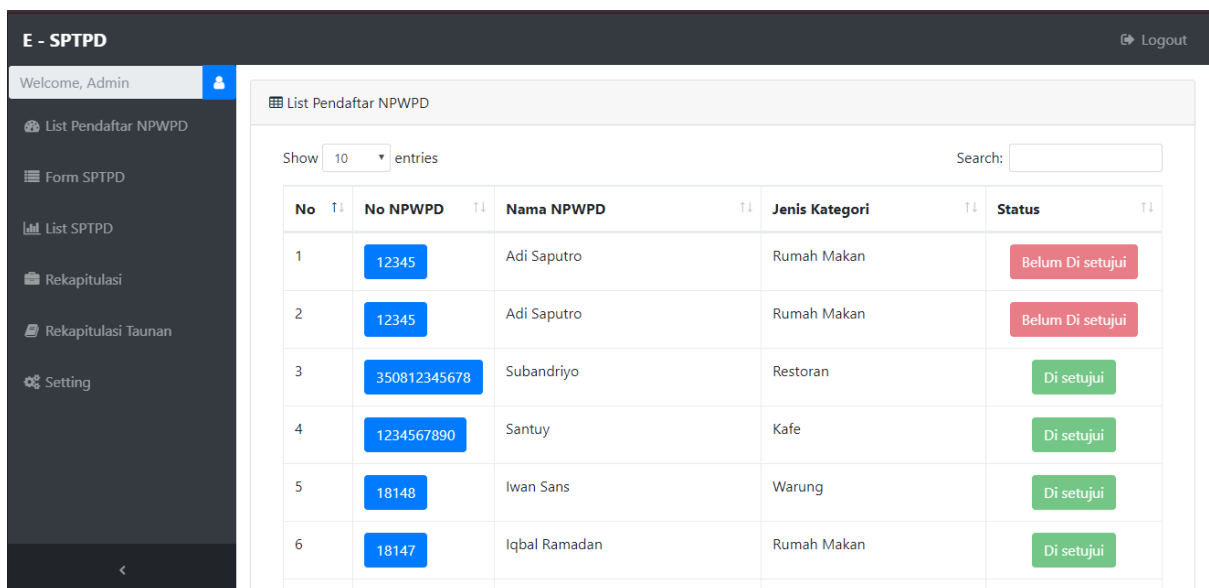 E - SPTPD
Logout
Welcome, Admin
List Pendaftar NPWPD
Form SPTPD
List SPTPD
Rekapitulasi
Rekapitulasi Taunan
Setting
List Pendaftar NPWPD
Show 10 entries
Search:
No No NPWPD Nama NPWPD Jenis Kategori Status
1 12345 Adi Saputro Rumah Makan Belum Di setujui
2 12345 Adi Saputro Rumah Makan Belum Di setujui
3 350812345678 Subandriyo Restoran Di setujui
4 1234567890 Santuy Kafe Di setujui
5 18148 Iwan Sans Warung Di setujui
6 18147 Iqbal Ramadan Rumah Makan Di setujui